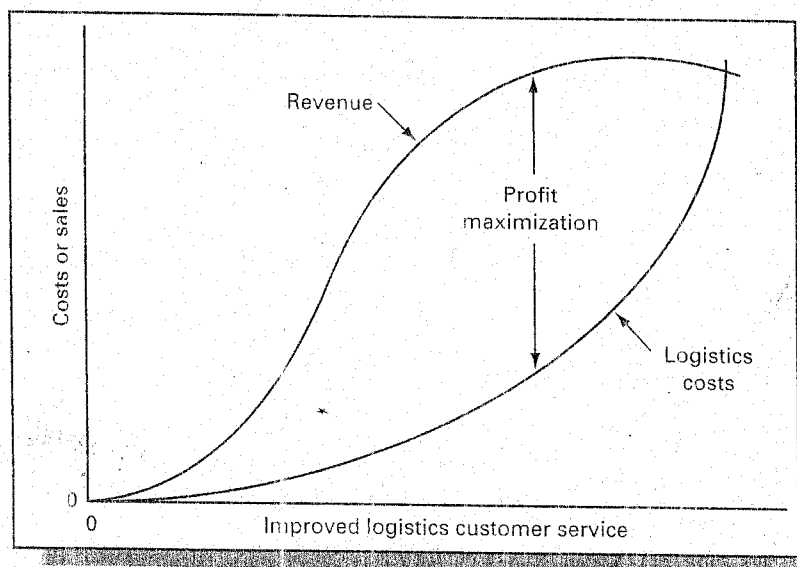 Revenue
Profit
maximization
Costs or sales
Logistics
costs
0
0
Improved logistics customer service